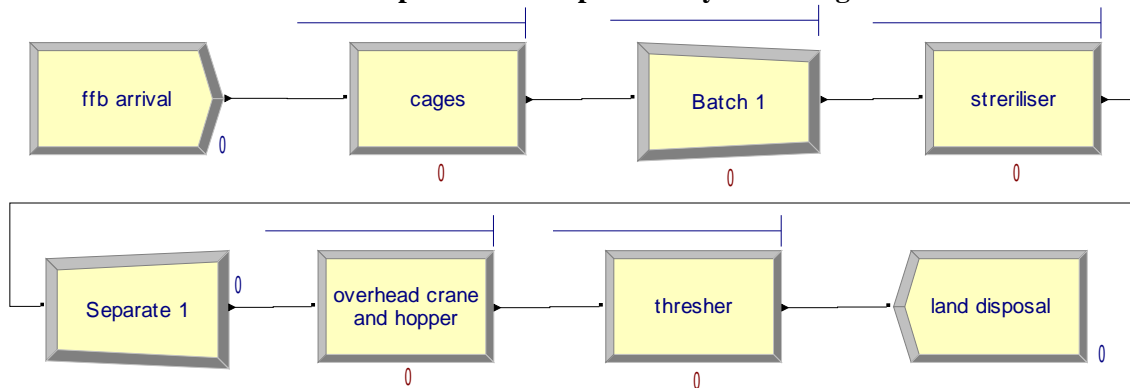 ffb arrival
cages
Batch 1
streriliser
0
0
0
0
Separate 1
0
overhead crane
and hopper
thresher
land disposal
0
0
0